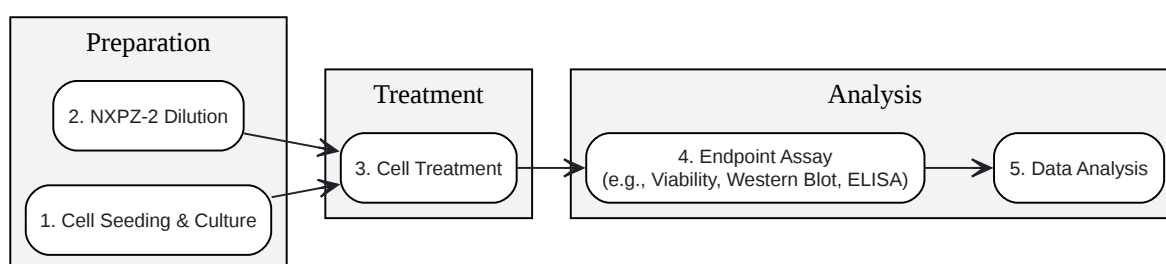 Preparation
2. NXPZ-2 Dilution
1. Cell Seeding & Culture
Treatment
3. Cell Treatment
Analysis
4. Endpoint Assay
(e.g., Viability, Western Blot, ELISA)
5. Data Analysis